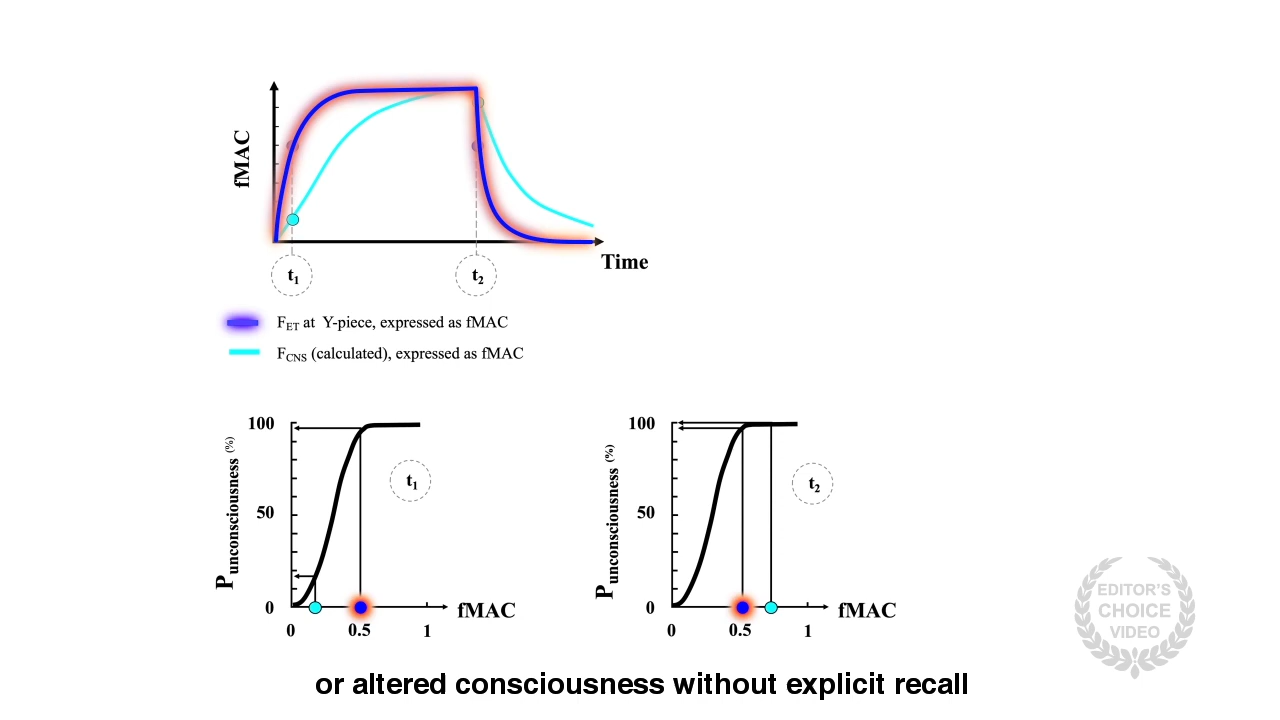 fMAC
Time
t1
t2
FET at Y-piece, expressed as fMAC
FCNS (calculated), expressed as fMAC
100
50
0
Punconsciousness (%)
t1
0 0.5 1
fMAC
100
50
0
Punconsciousness (%)
t2
0 0.5 1
fMAC
EDITOR'S
CHOICE
VIDEO
or altered consciousness without explicit recall